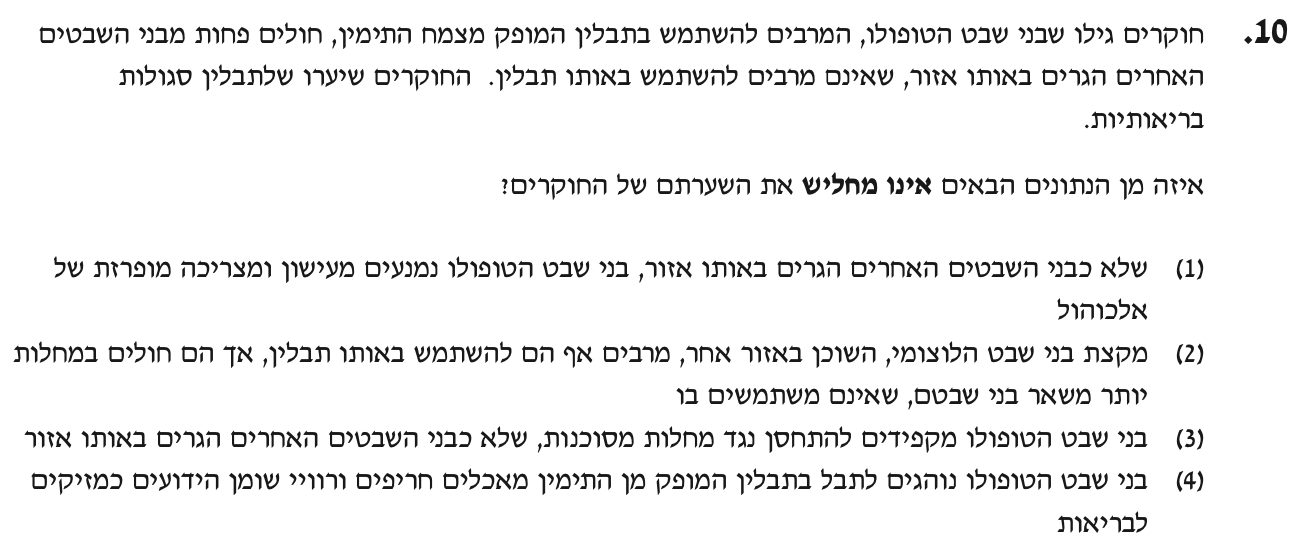 10. חוקרים גילו שבני שבט הטופולו, המרבים להשתמש בתבלין המופק מצמח התימין, חולים פחות מבני השבטים
האחרים הגרים באותו אזור, שאינם מרבים להשתמש באותו תבלין. החוקרים שיערו שלתבלין סגולות
בריאותיות.
איזה מן הנתונים הבאים אינו מחליש את השערתם של החוקרים?
(1) שלא כבני השבטים האחרים הגרים באותו אזור, בני שבט הטופולו נמנעים מעישון ומצריכה מופרזת של
אלכוהול
(2) מקצת בני שבט הלוצומי, השוכן באזור אחר, מרבים אף הם להשתמש באותו תבלין, אך הם חולים במחלות
יותר משאר בני שבטם, שאינם משתמשים בו
(3) בני שבט הטופולו מקפידים להתחסן נגד מחלות מסוכנות, שלא כבני השבטים האחרים הגרים באותו אזור
(4) בני שבט הטופולו נוהגים לתבל בתבלין המופק מן התימין מאכלים חריפים ורוויי שומן הידועים כמזיקים
לבריאות